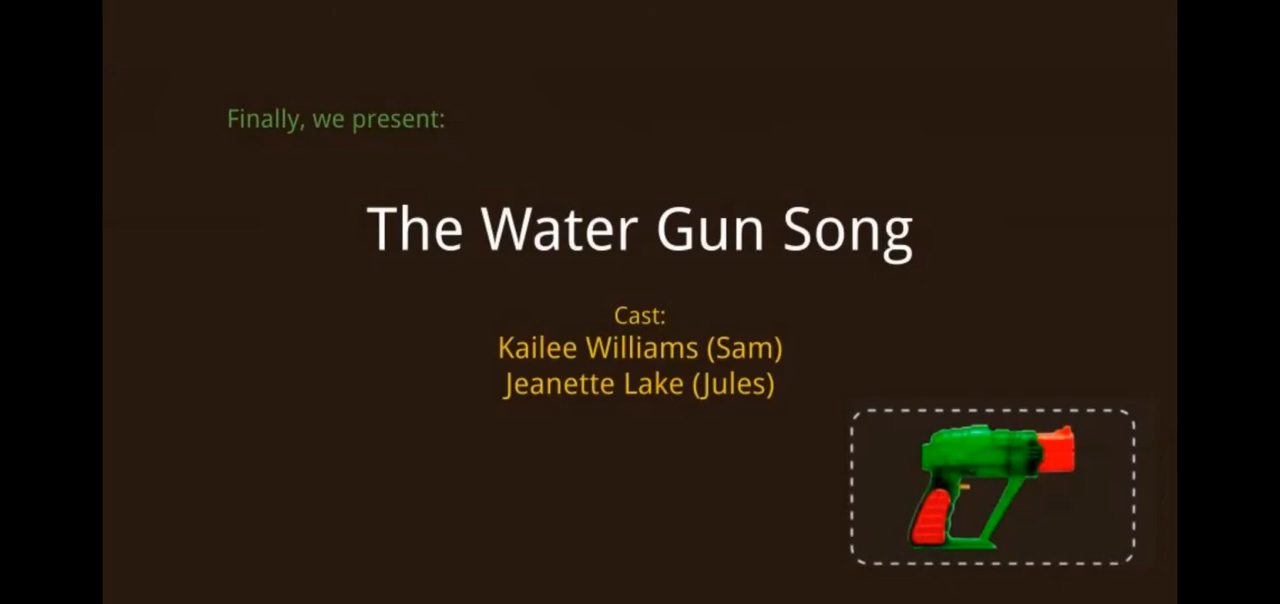 Finally, we present:
The Water Gun Song
Cast:
Kailee Williams (Sam)
Jeanette Lake (Jules)